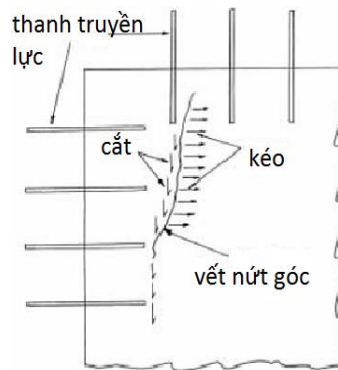 thanh truyền
lực
cắt
kéo
vết nứt góc